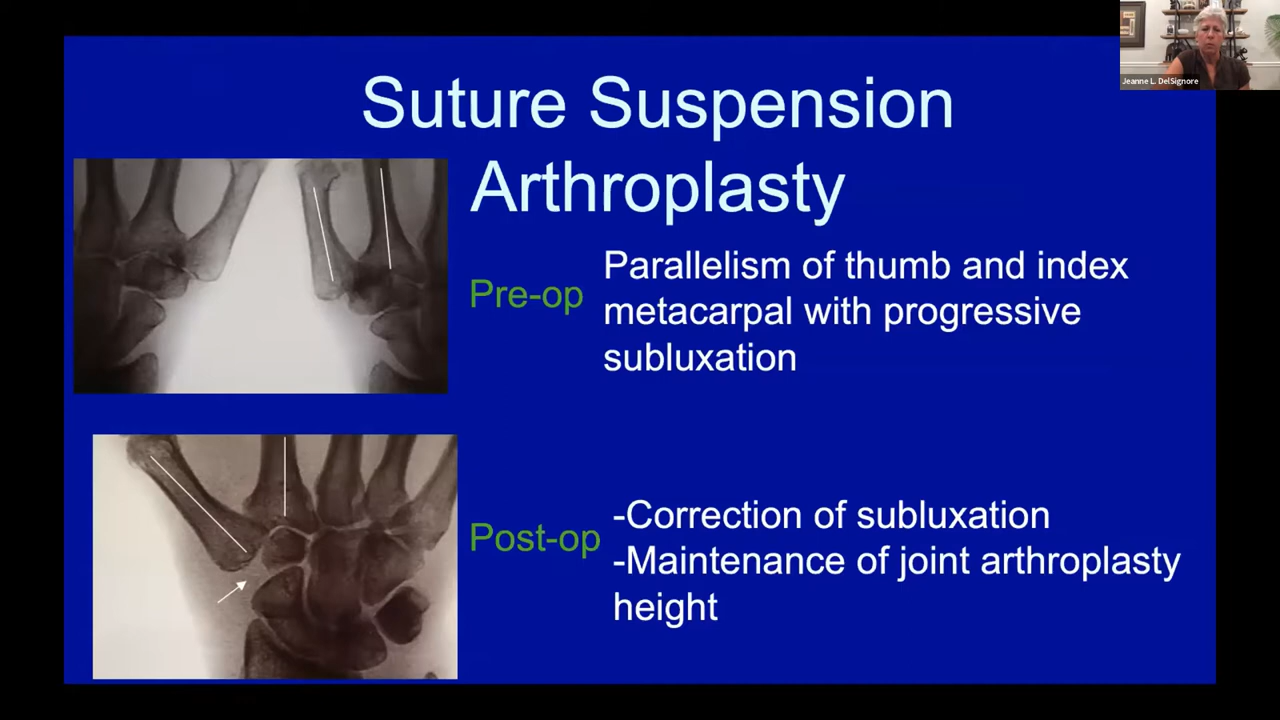 Jeanne L. DelSignore
Suture Suspension
Arthroplasty
Pre-op
Parallelism of thumb and index
metacarpal with progressive
subluxation
Post-op
-Correction of subluxation
-Maintenance of joint arthroplasty
height